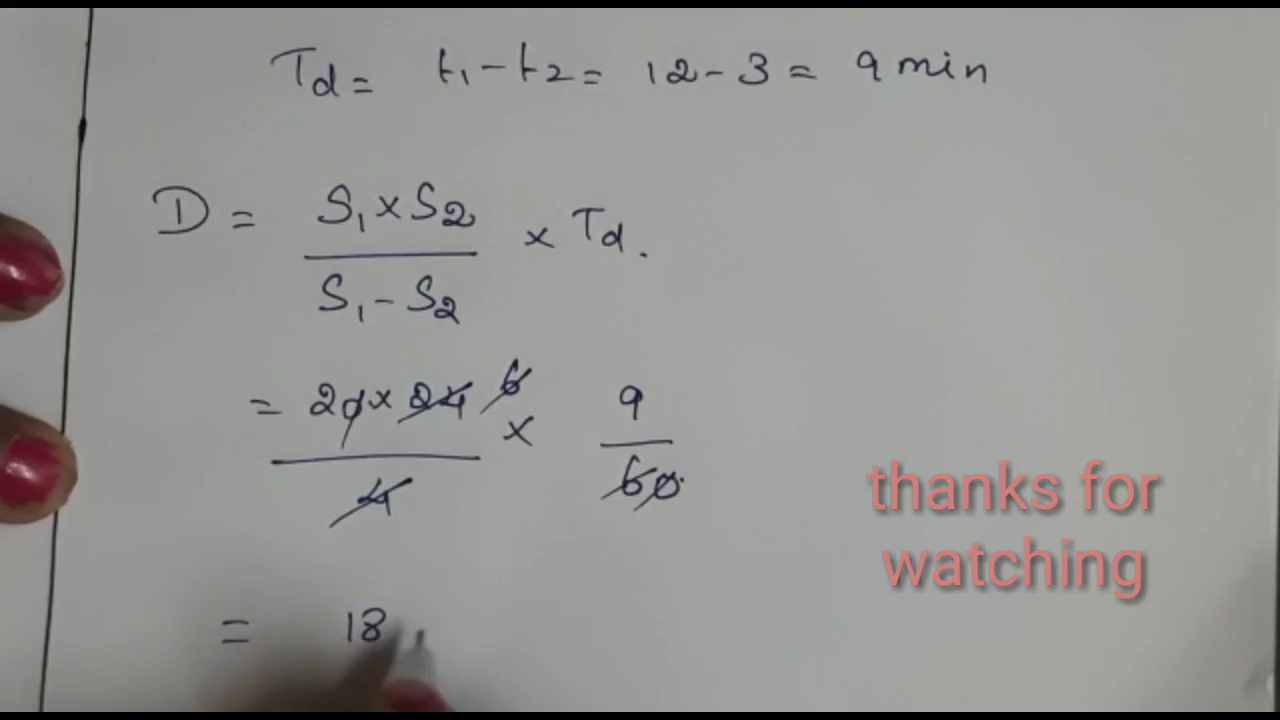 Td = t1 - t2 = 12 - 3 = 9 min
D = S1 × S2 × Td.
S1 - S2
= 20 × 24 6 × 9
4 60
= 18
thanks for
watching